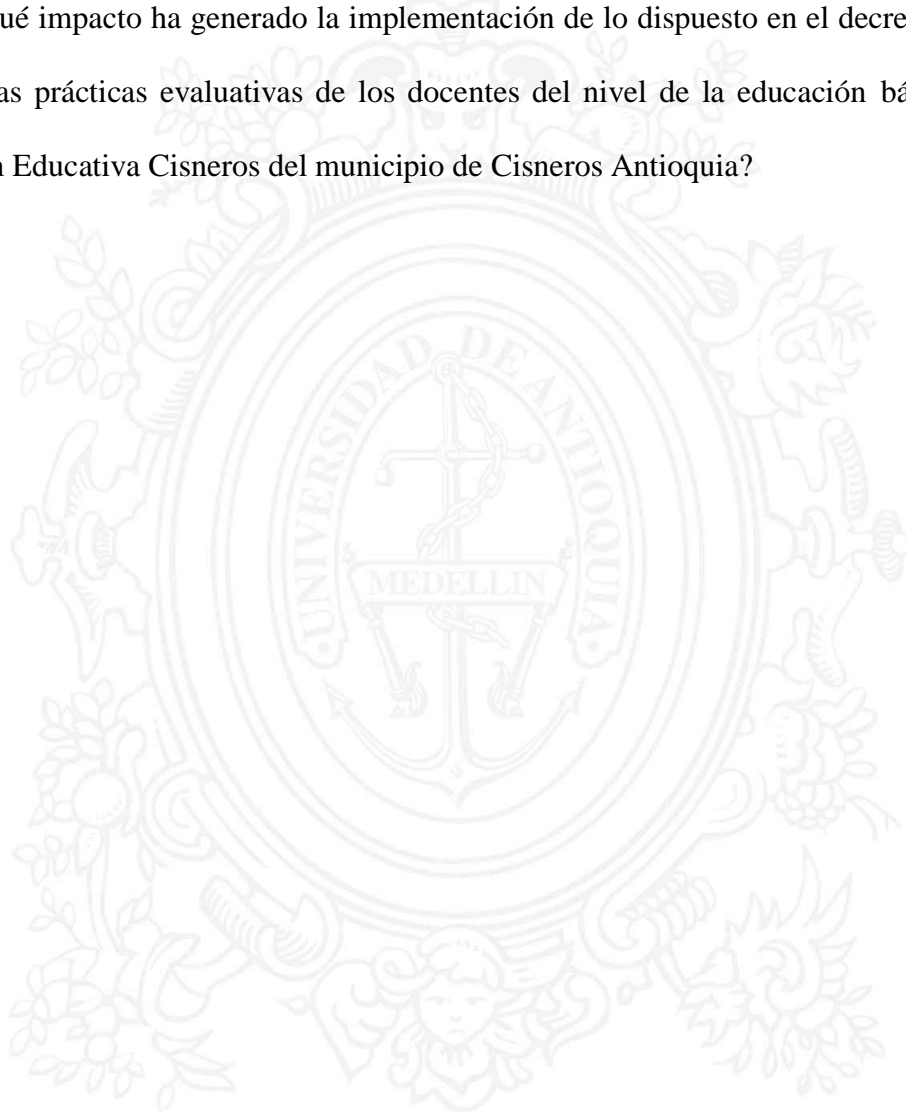 ué impacto ha generado la implementación de lo dispuesto en el decre
as prácticas evaluativas de los docentes del nivel de la educación bá
n Educativa Cisneros del municipio de Cisneros Antioquia?
UNIVERSIDAD DE ANTIOQUIA
MEDELLIN